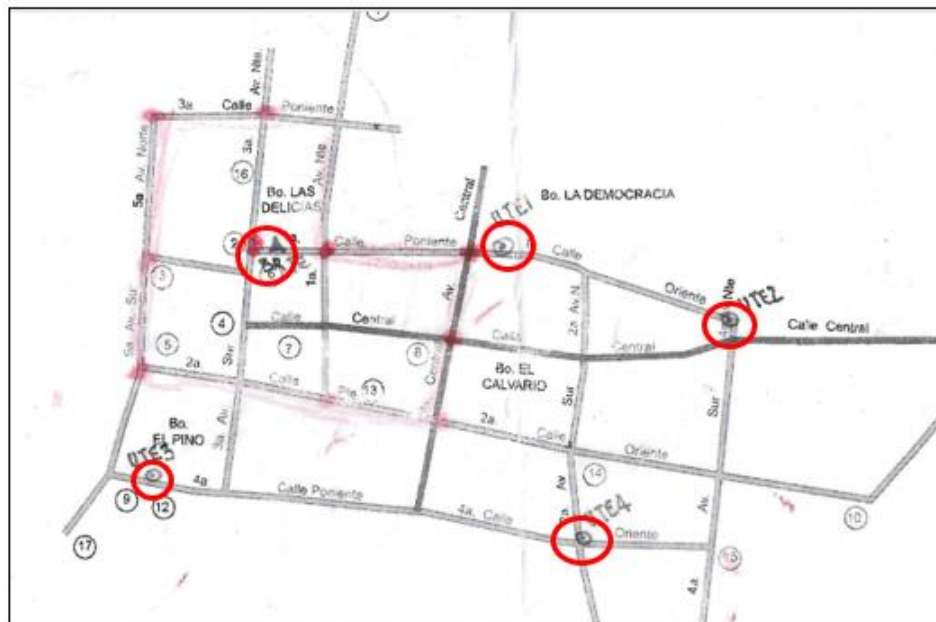 3a. Calle Poniente
Av. Nte.
3a.
5a Av. Norte
16
Bo. LAS
DELICIAS
Av. Nte.
Central
UTE1
Bo. LA DEMOCRACIA
2
Calle Poniente
Calle
Oriente
UTE2
Nte
3
1a.
Av.
2a Av. N.
Calle Central
4
Calle Central
Calle
Central
5a. Av. Sur
7
8
5
2a.
Calle
Pte.
13
Central
Bo. EL
CALVARIO
Sur
Sur
Sur
2a.
Calle
Oriente
Bo.
EL PINO
3a. Av.
UTE3
4a.
Calle Poniente
14
Av.
Av.
10
9
12
4a. Calle
UTE4
Oriente
17
15
4a.